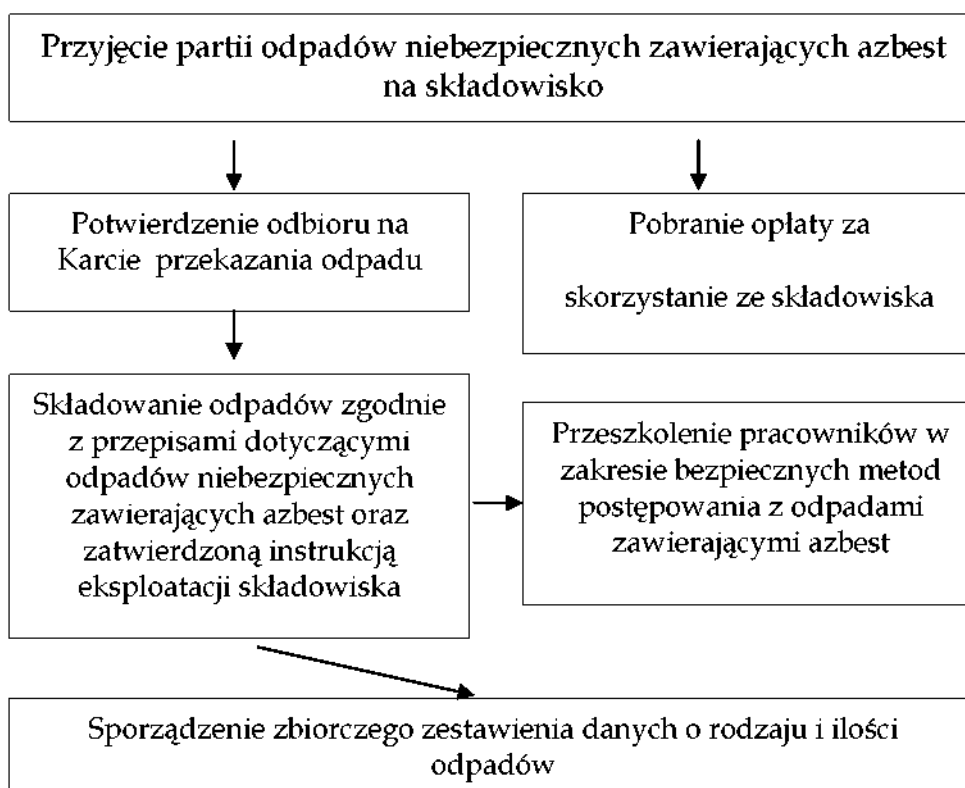 Przyjęcie partii odpadów niebezpiecznych zawierających azbest
na składowisko
Potwierdzenie odbioru na
Karcie przekazania odpadu
Pobranie opłaty za
skorzystanie ze składowiska
Składowanie odpadów zgodnie
z przepisami dotyczącymi
odpadów niebezpiecznych
zawierających azbest oraz
zatwierdzoną instrukcją
eksploatacji składowiska
Przeszkolenie pracowników w
zakresie bezpiecznych metod
postępowania z odpadami
zawierającymi azbest
Sporządzenie zbiorczego zestawienia danych o rodzaju i ilości
odpadów